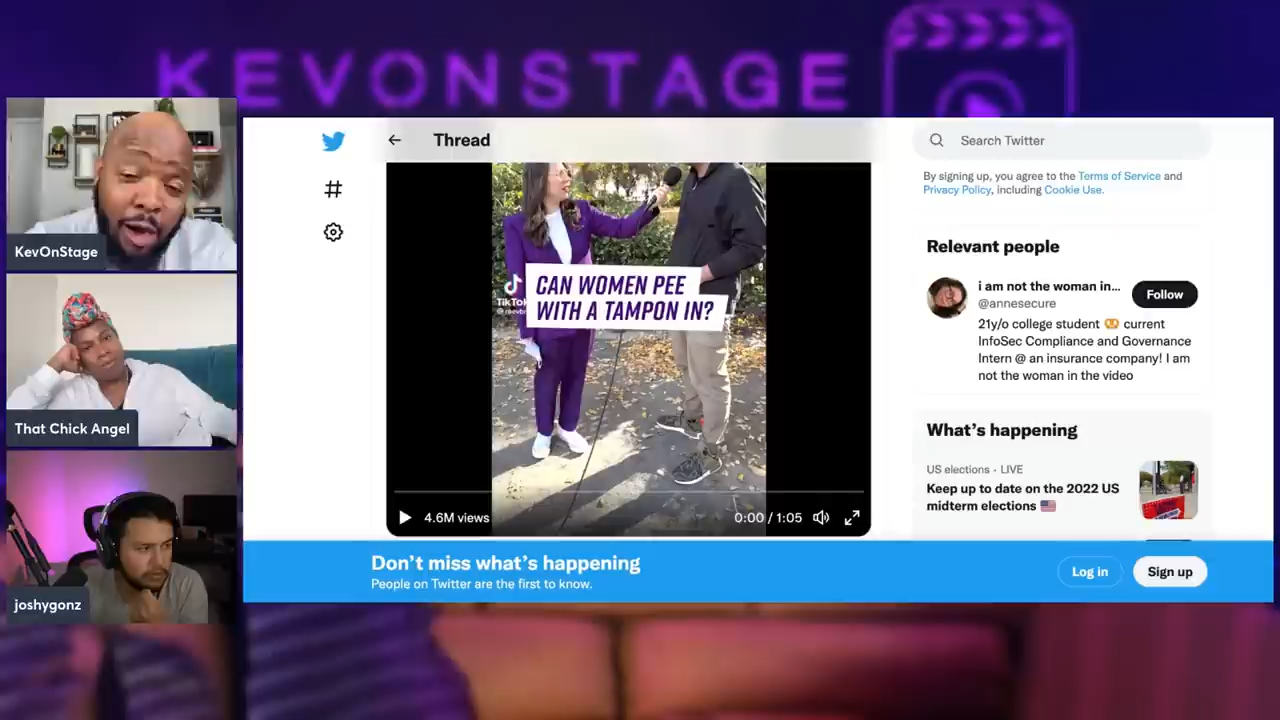 KEVONSTAGE
KevOnStage
That Chick Angel
joshygonz
Thread
CAN WOMEN PEE
WITH A TAMPON IN?
TikTok
4.6M views
0:00 / 1:05
Search Twitter
By signing up, you agree to the Terms of Service and
Privacy Policy, including Cookie Use.
Relevant people
i am not the woman in...
@annesecure
Follow
21y/o college student 🥨 current
InfoSec Compliance and Governance
Intern @ an insurance company! I am
not the woman in the video
What's happening
US elections · LIVE
Keep up to date on the 2022 US
midterm elections 🇺🇸
Don't miss what's happening
People on Twitter are the first to know.
Log in
Sign up